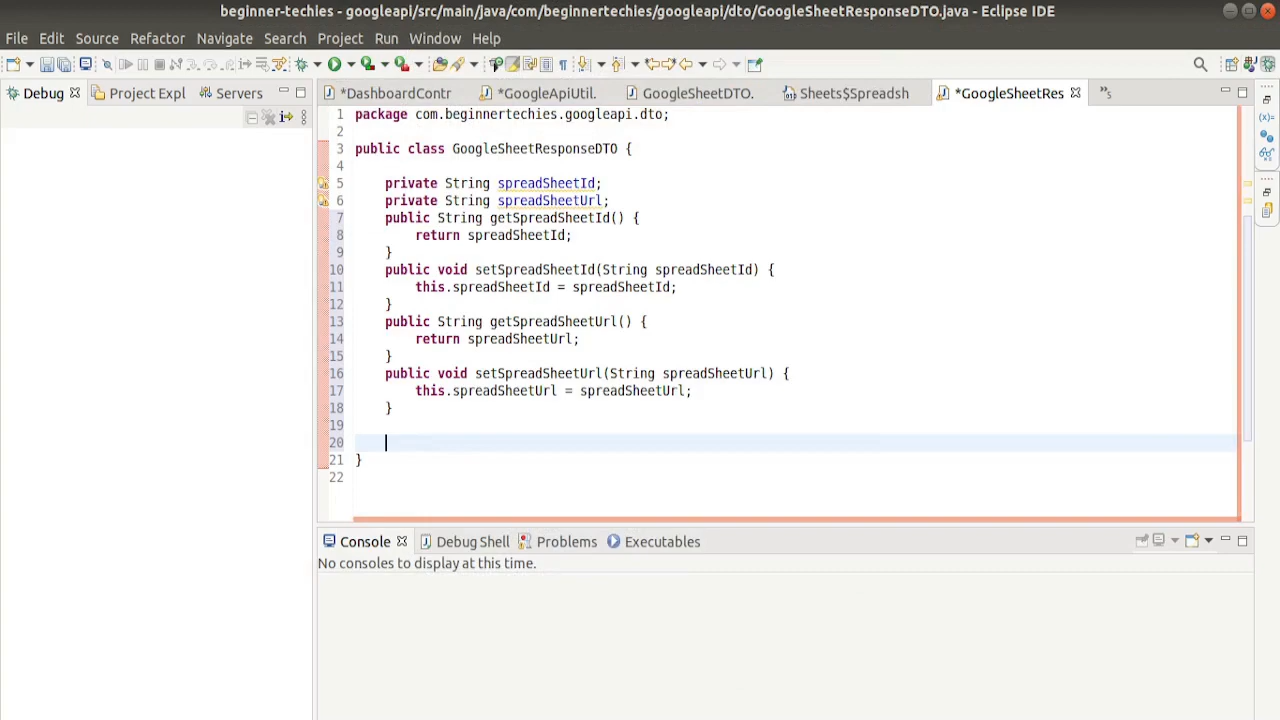 beginner-techies - googleapi/src/main/java/com/beginnertechies/googleapi/dto/GoogleSheetResponseDTO.java - Eclipse IDE
File Edit Source Refactor Navigate Search Project Run Window Help
Debug Project Expl Servers *DashboardContr *GoogleApiUtil. GoogleSheetDTO. Sheets$Spreadsh *GoogleSheetRes »5
1 package com.beginnertechies.googleapi.dto;
2
3 public class GoogleSheetResponseDTO {
4
5 private String spreadSheetId;
6 private String spreadSheetUrl;
7 public String getSpreadSheetId() {
8 return spreadSheetId;
9 }
10 public void setSpreadSheetId(String spreadSheetId) {
11 this.spreadSheetId = spreadSheetId;
12 }
13 public String getSpreadSheetUrl() {
14 return spreadSheetUrl;
15 }
16 public void setSpreadSheetUrl(String spreadSheetUrl) {
17 this.spreadSheetUrl = spreadSheetUrl;
18 }
19
20
21 }
22
Console Debug Shell Problems Executables
No consoles to display at this time.